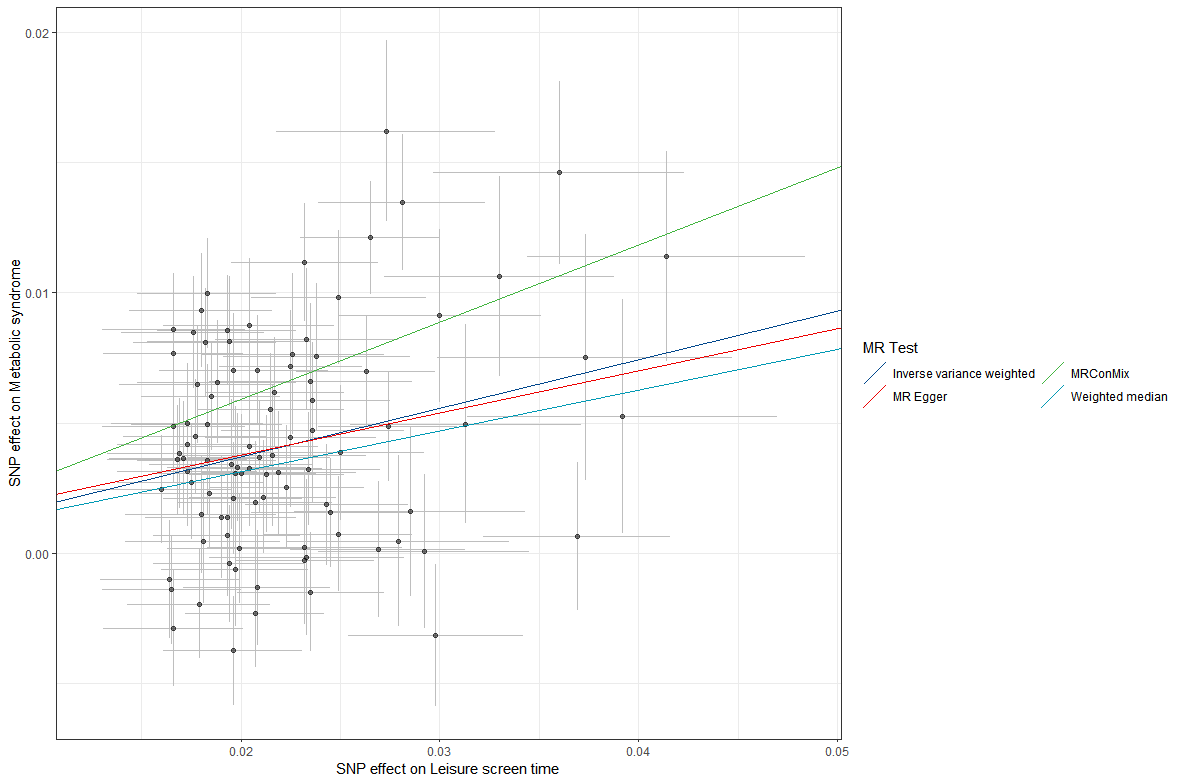 0.02
0.01
0.00
SNP effect on Metabolic syndrome
0.02
0.03
0.04
0.05
SNP effect on Leisure screen time
MR Test
Inverse variance weighted
MRConMix
MR Egger
Weighted median